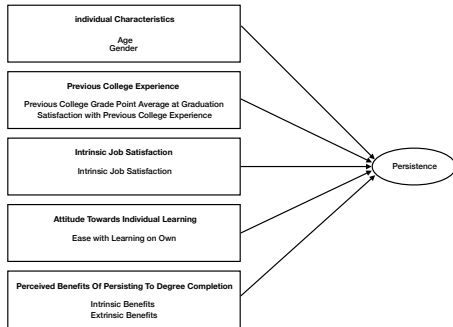 individual Characteristics
Age
Gender
Previous College Experience
Previous College Grade Point Average at Graduation
Satisfaction with Previous College Experience
Intrinsic Job Satisfaction
Intrinsic Job Satisfaction
Persistence
Attitude Towards Individual Learning
Ease with Learning on Own
Perceived Benefits Of Persisting To Degree Completion
Intrinsic Benefits
Extrinsic Benefits